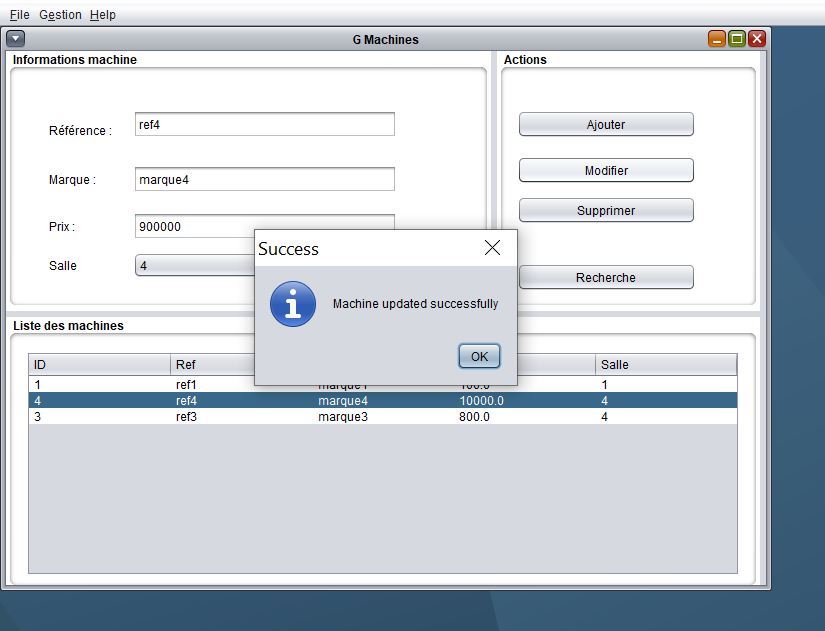 File Gestion Help
G Machines
Informations machine
Référence : ref4
Marque : marque4
Prix : 900000
Salle 4
Actions
Ajouter
Modifier
Supprimer
Recherche
Success
Machine updated successfully
OK
Liste des machines
ID Ref Salle
1 ref1 marque1 100.0 1
4 ref4 marque4 10000.0 4
3 ref3 marque3 800.0 4